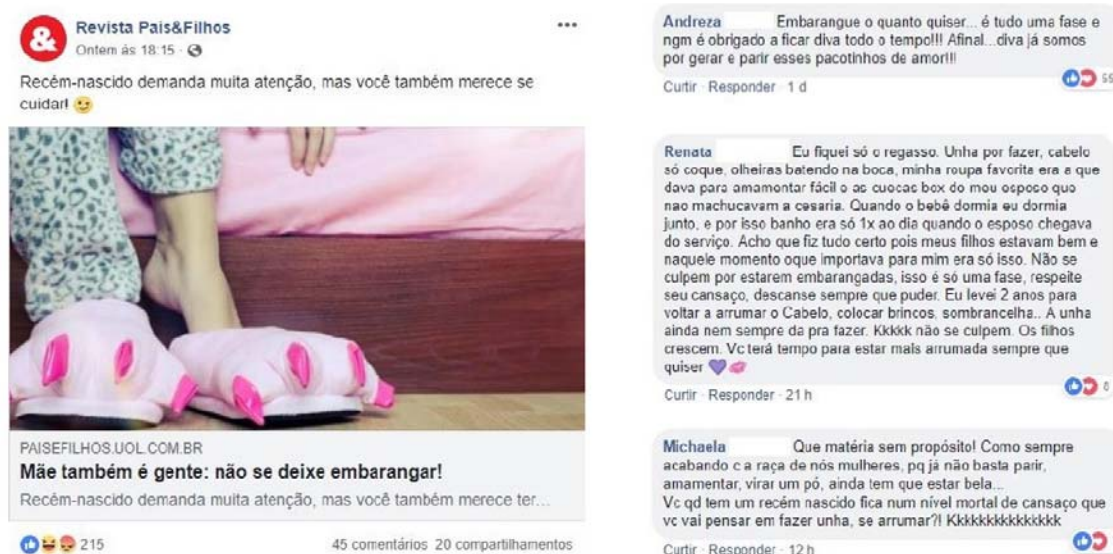 Revista Pais&Filhos
Ontem às 18:15 ·
Recém-nascido demanda muita atenção, mas você também merece se
cuidar!
PAISEFILHOS.UOL.COM.BR
Mãe também é gente: não se deixe embarangar!
Recém-nascido demanda muita atenção, mas você também merece ter...
215
45 comentários 20 compartilhamentos
Andreza Embarangue o quanto quiser... é tudo uma fase e
ngm é obrigado a ficar diva todo o tempo!!! Afinal...diva já somos
por gerar e parir esses pacotinhos de amor!!!
Curtir · Responder · 1 d
Renata Eu fiquei só o regasso. Unha por fazer, cabelo
só coque, olheiras batendo na boca, minha roupa favorita era a que
dava para amamentar fácil e as cuecas box do meu esposo que
nao machucavam a cesaria. Quando o bebê dormia eu dormia
junto, e por isso banho era só 1x ao dia quando o esposo chegava
do serviço. Acho que fiz tudo certo pois meus filhos estavam bem e
naquele momento oque importava para mim era só isso. Não se
culpem por estarem embarangadas, isso é só uma fase, respeite
seu cansaço, descanse sempre que puder. Eu levei 2 anos para
voltar a arrumar o Cabelo, colocar brincos, sombrancelha.. A unha
ainda nem sempre da pra fazer. Kkkkk não se culpem. Os filhos
crescem. Vc terá tempo para estar mais arrumada sempre que
quiser
Curtir · Responder · 21 h
Michaela Que matéria sem propósito! Como sempre
acabando c a raça de nós mulheres, pq já não basta parir,
amamentar, virar um pó, ainda tem que estar bela...
Vc qd tem um recém nascido fica num nível mortal de cansaço que
vc vai pensar em fazer unha, se arrumar?! Kkkkkkkkkkkkkkk
Curtir · Responder · 12 h